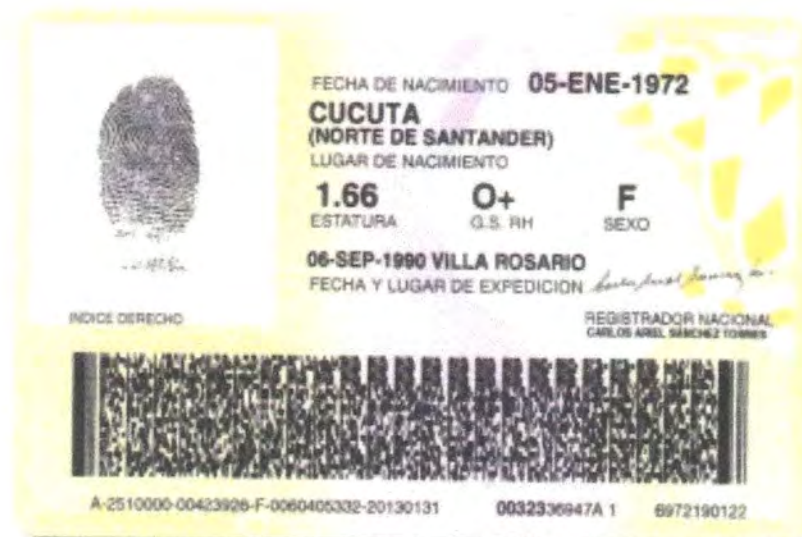 FECHA DE NACIMIENTO 05-ENE-1972
CUCUTA
(NORTE DE SANTANDER)
LUGAR DE NACIMIENTO
1.66 O+ F
ESTATURA G.S. RH SEXO
06-SEP-1990 VILLA ROSARIO
FECHA Y LUGAR DE EXPEDICION
INDICE DERECHO
REGISTRADOR NACIONAL
CARLOS ARIEL SANCHEZ TORRES
A-2510000-00423926-F-0060405332-20130131 0032336947A 1 6972190122